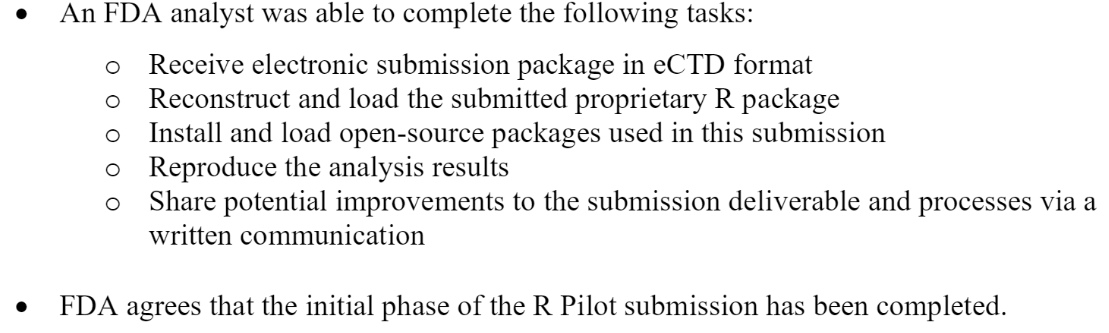 • An FDA analyst was able to complete the following tasks:
o Receive electronic submission package in eCTD format
o Reconstruct and load the submitted proprietary R package
o Install and load open-source packages used in this submission
o Reproduce the analysis results
o Share potential improvements to the submission deliverable and processes via a
written communication
• FDA agrees that the initial phase of the R Pilot submission has been completed.